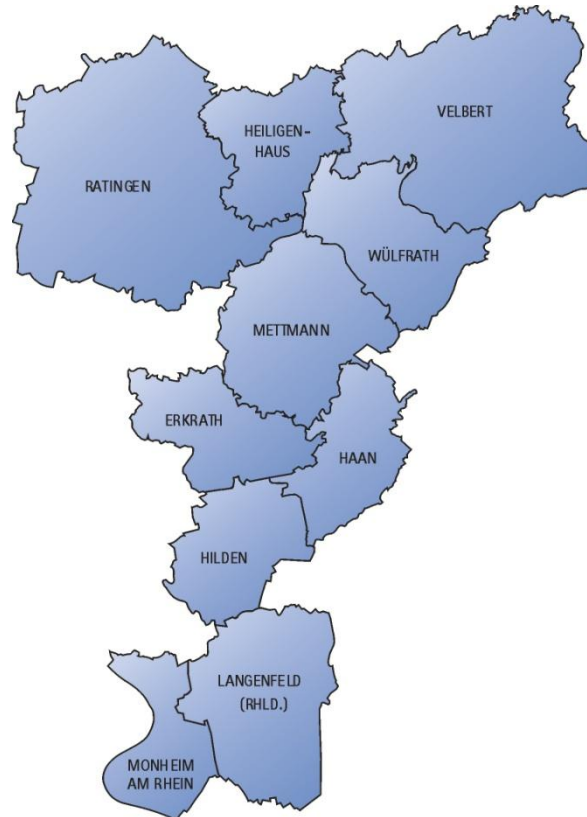 VELBERT
HEILIGEN-
HAUS
RATINGEN
WÜLFRATH
METTMANN
ERKRATH
HAAN
HILDEN
LANGENFELD
(RHLD.)
MONHEIM
AM RHEIN